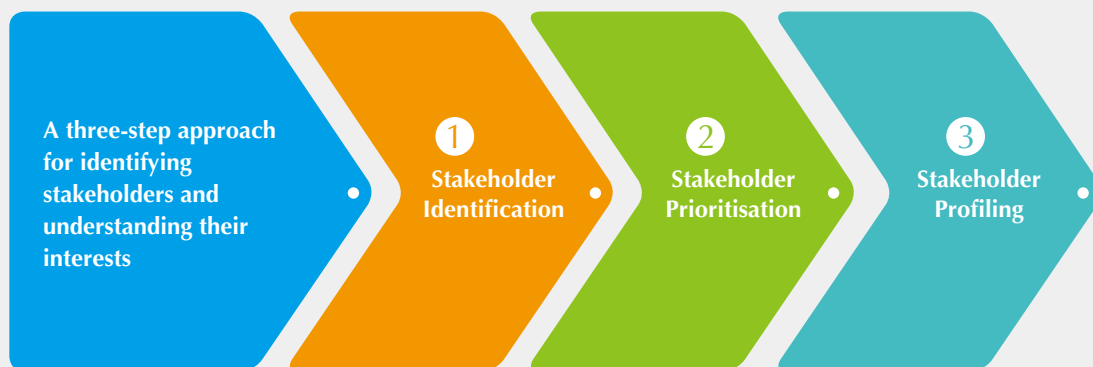 A three-step approach
for identifying
stakeholders and
understanding their
interests
1
Stakeholder
Identification
2
Stakeholder
Prioritisation
3
Stakeholder
Profiling